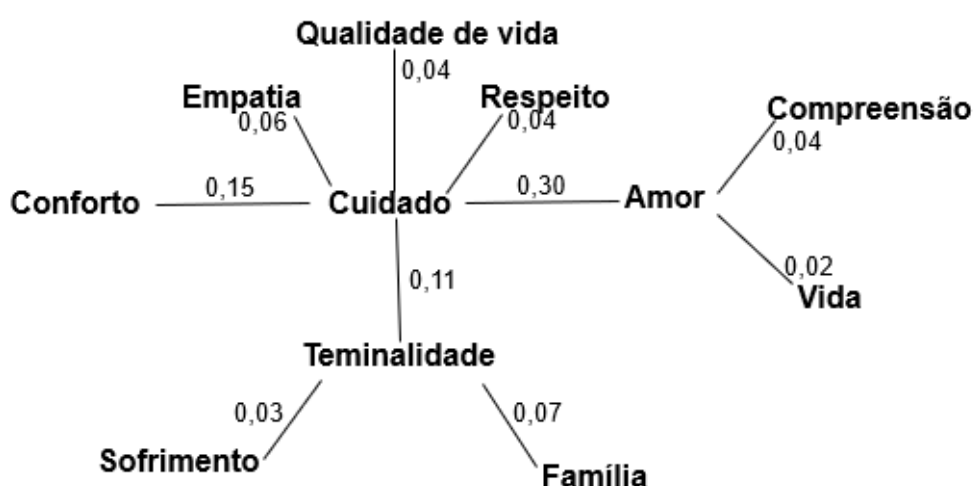 Qualidade de vida
0,04
Empatia
0,06
Respeito
0,04
Compreensão
0,04
Conforto
0,15
Cuidado
0,30
Amor
0,02
Vida
0,11
Teminalidade
0,03
0,07
Sofrimento
Família